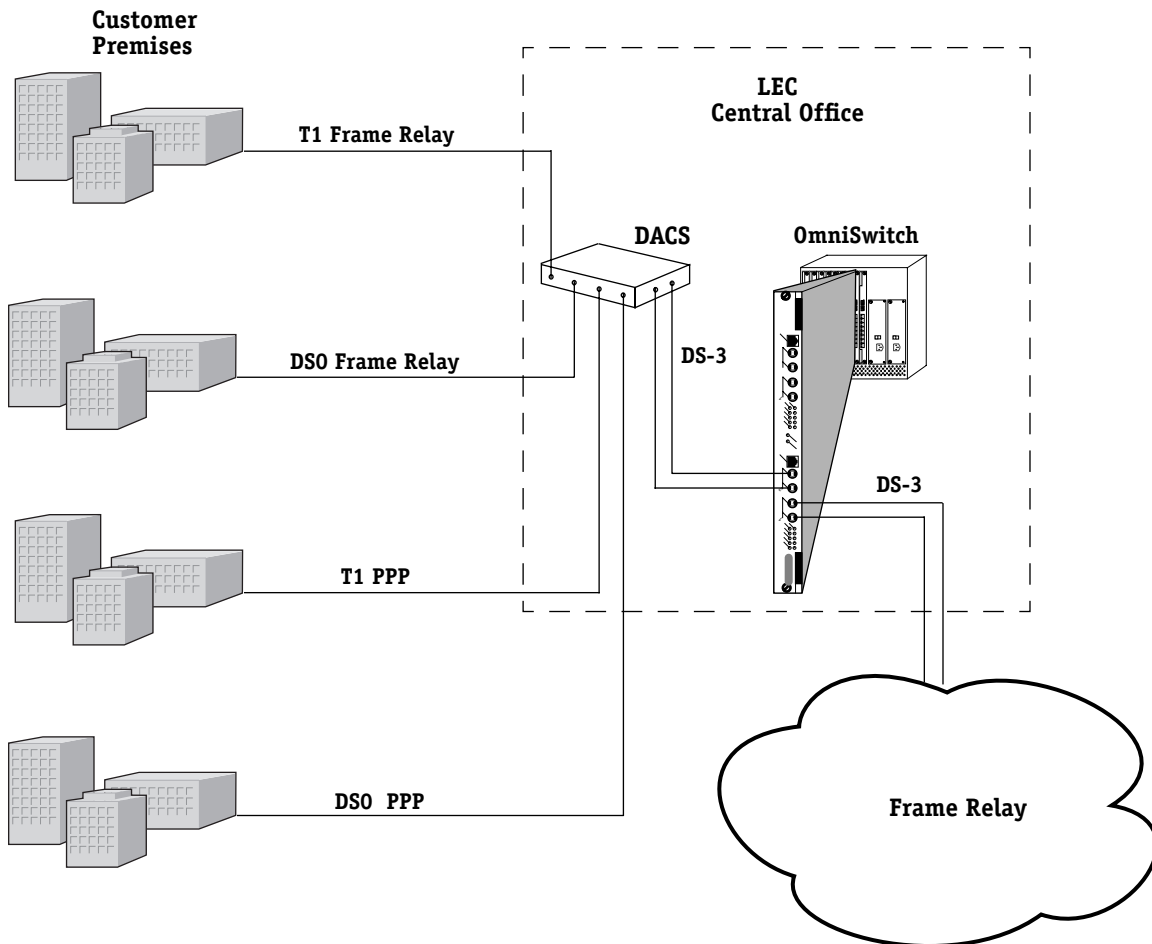 Customer
Premises
LEC
Central Office
T1 Frame Relay
DACS
OmniSwitch
DS0 Frame Relay
DS-3
DS-3
T1 PPP
DS0 PPP
Frame Relay